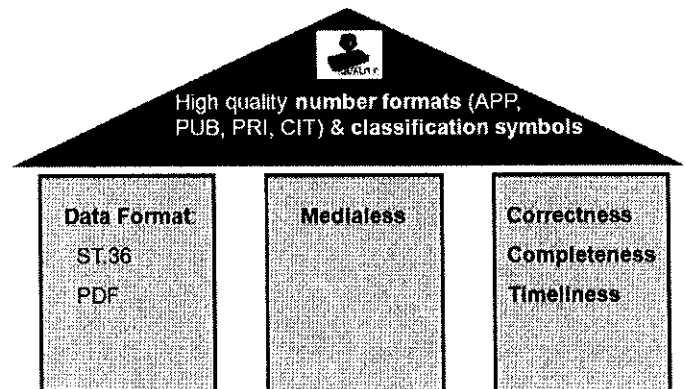 High quality number formats (APP,
PUB, PRI, CIT) & classification symbols
Data Format
ST.36
PDF
Medialess
Correctness
Completeness
Timeliness